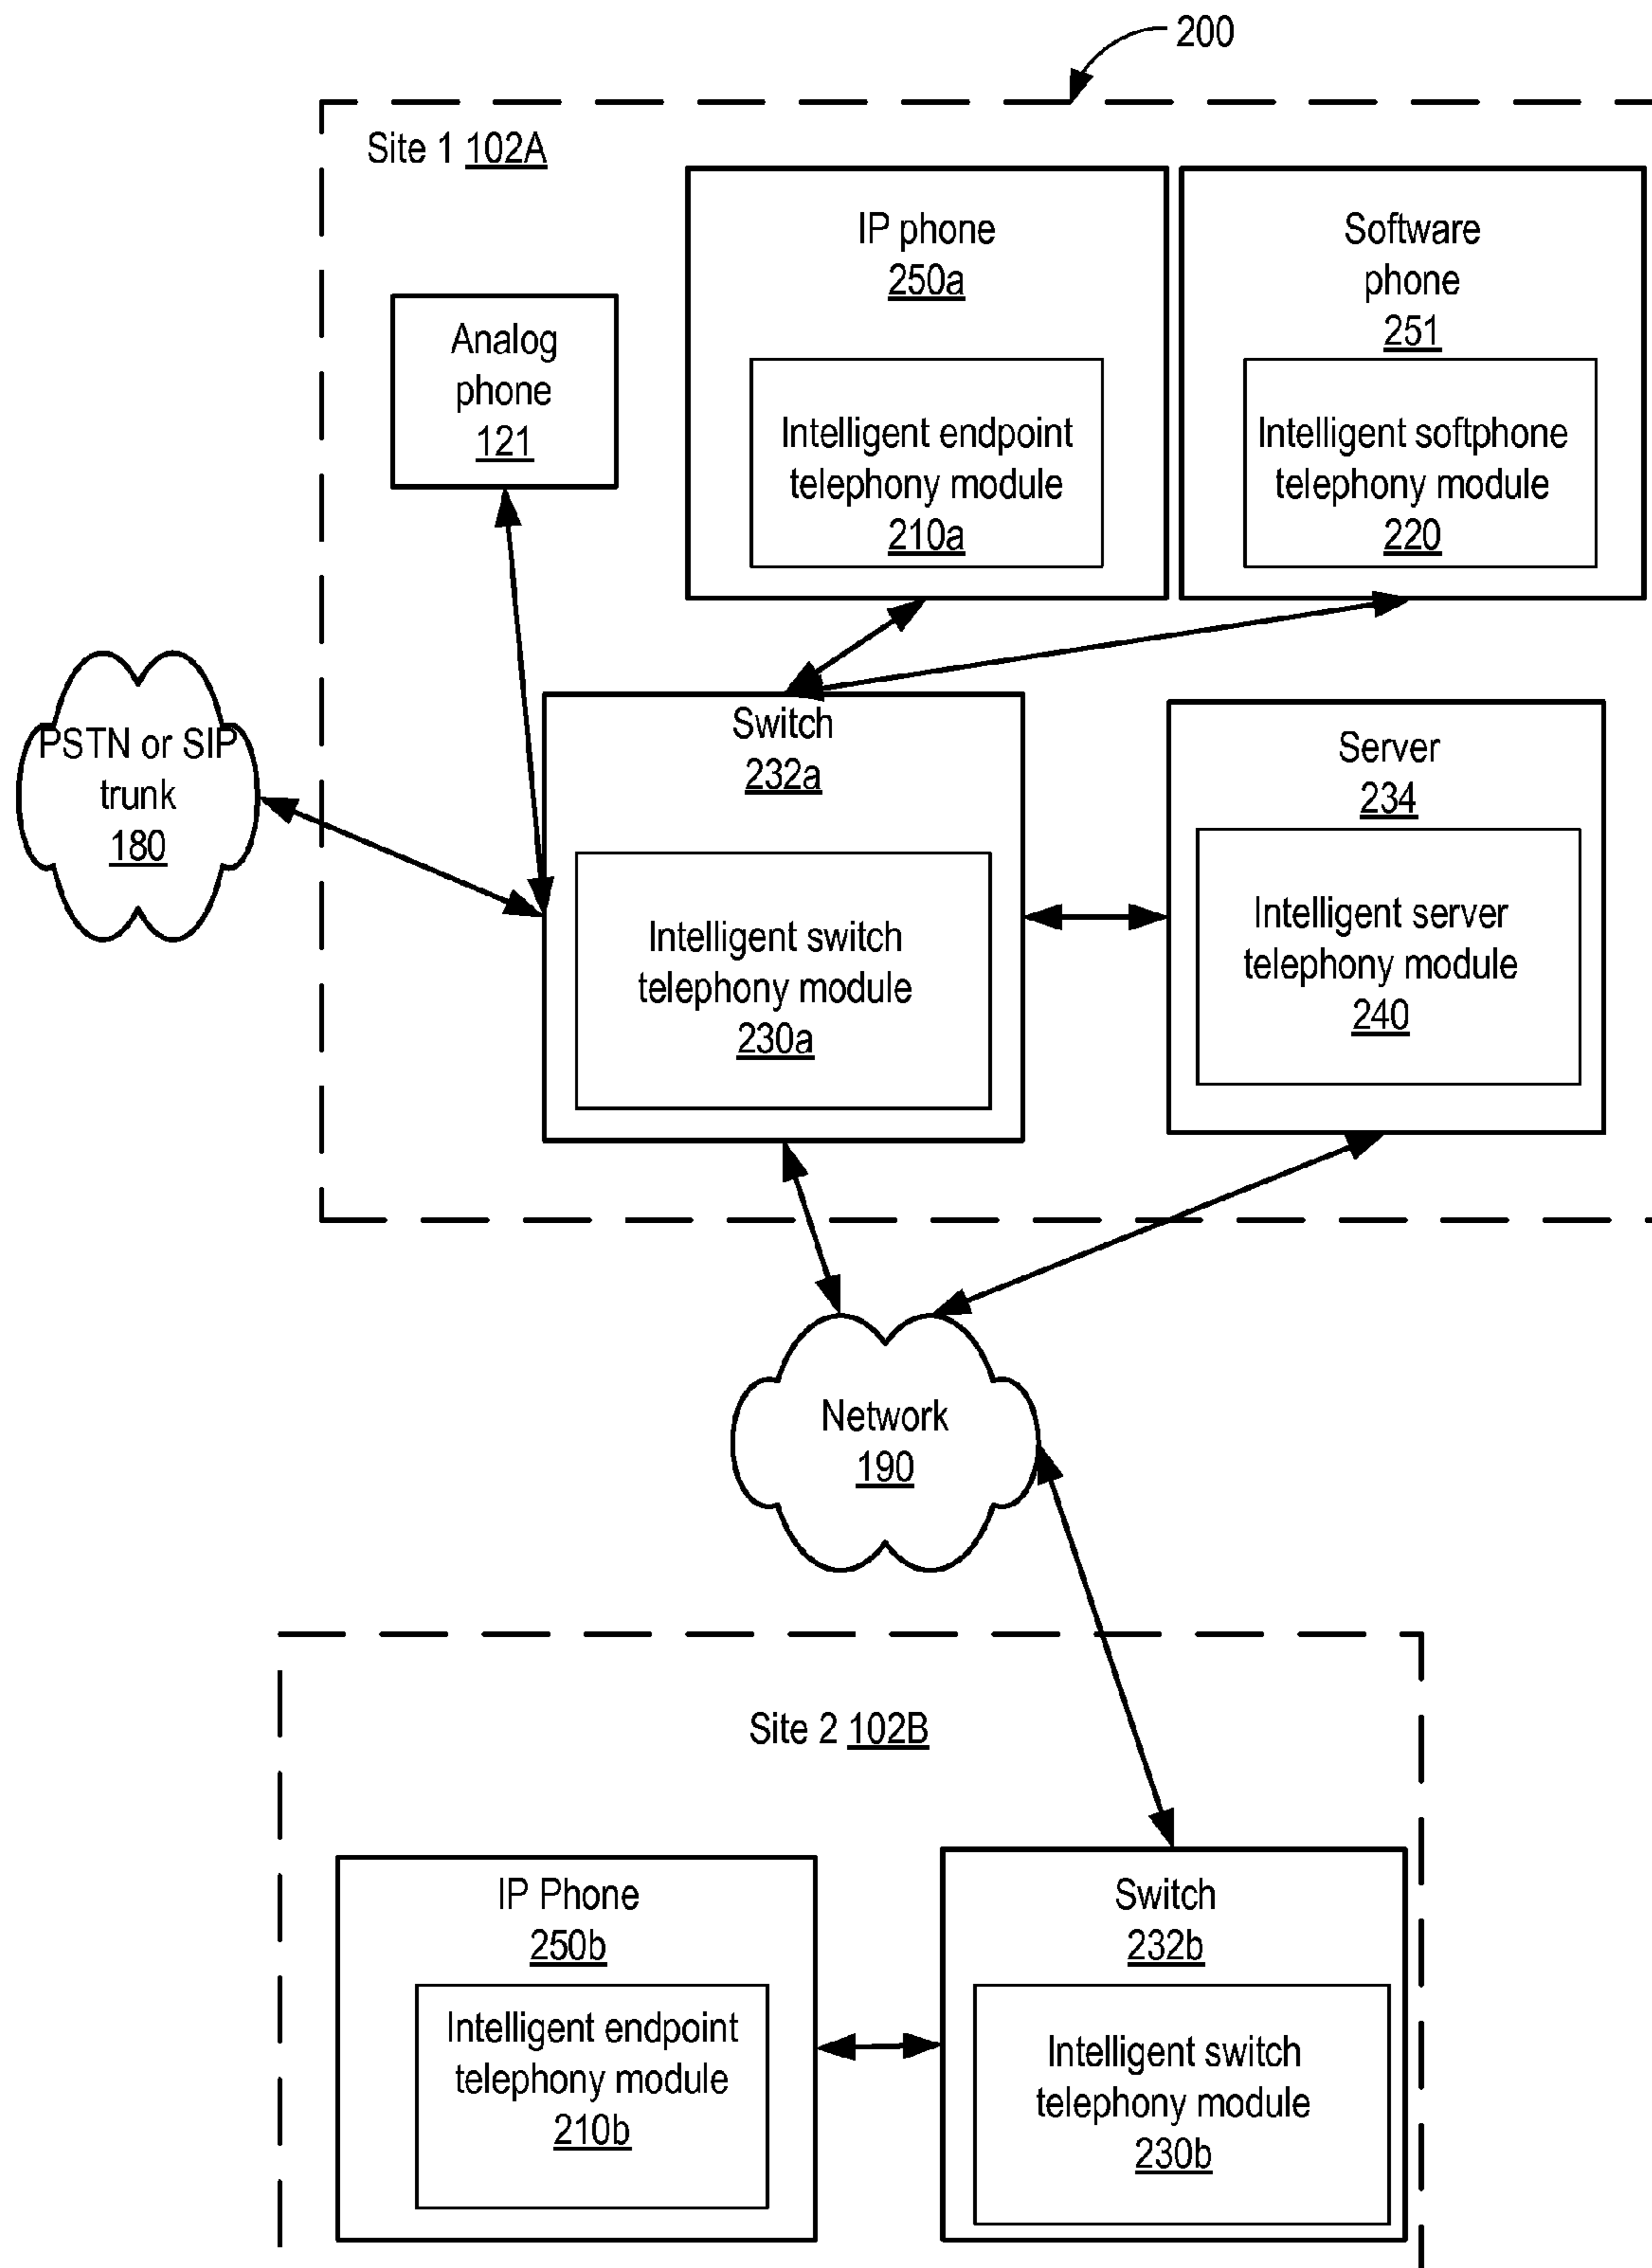 200
Site 1 102A
IP phone
250a
Intelligent endpoint
telephony module
210a
Software
phone
251
Intelligent softphone
telephony module
220
Analog
phone
121
PSTN or SIP
trunk
180
Switch
232a
Intelligent switch
telephony module
230a
Server
234
Intelligent server
telephony module
240
Network
190
Site 2 102B
IP Phone
250b
Intelligent endpoint
telephony module
210b
Switch
232b
Intelligent switch
telephony module
230b